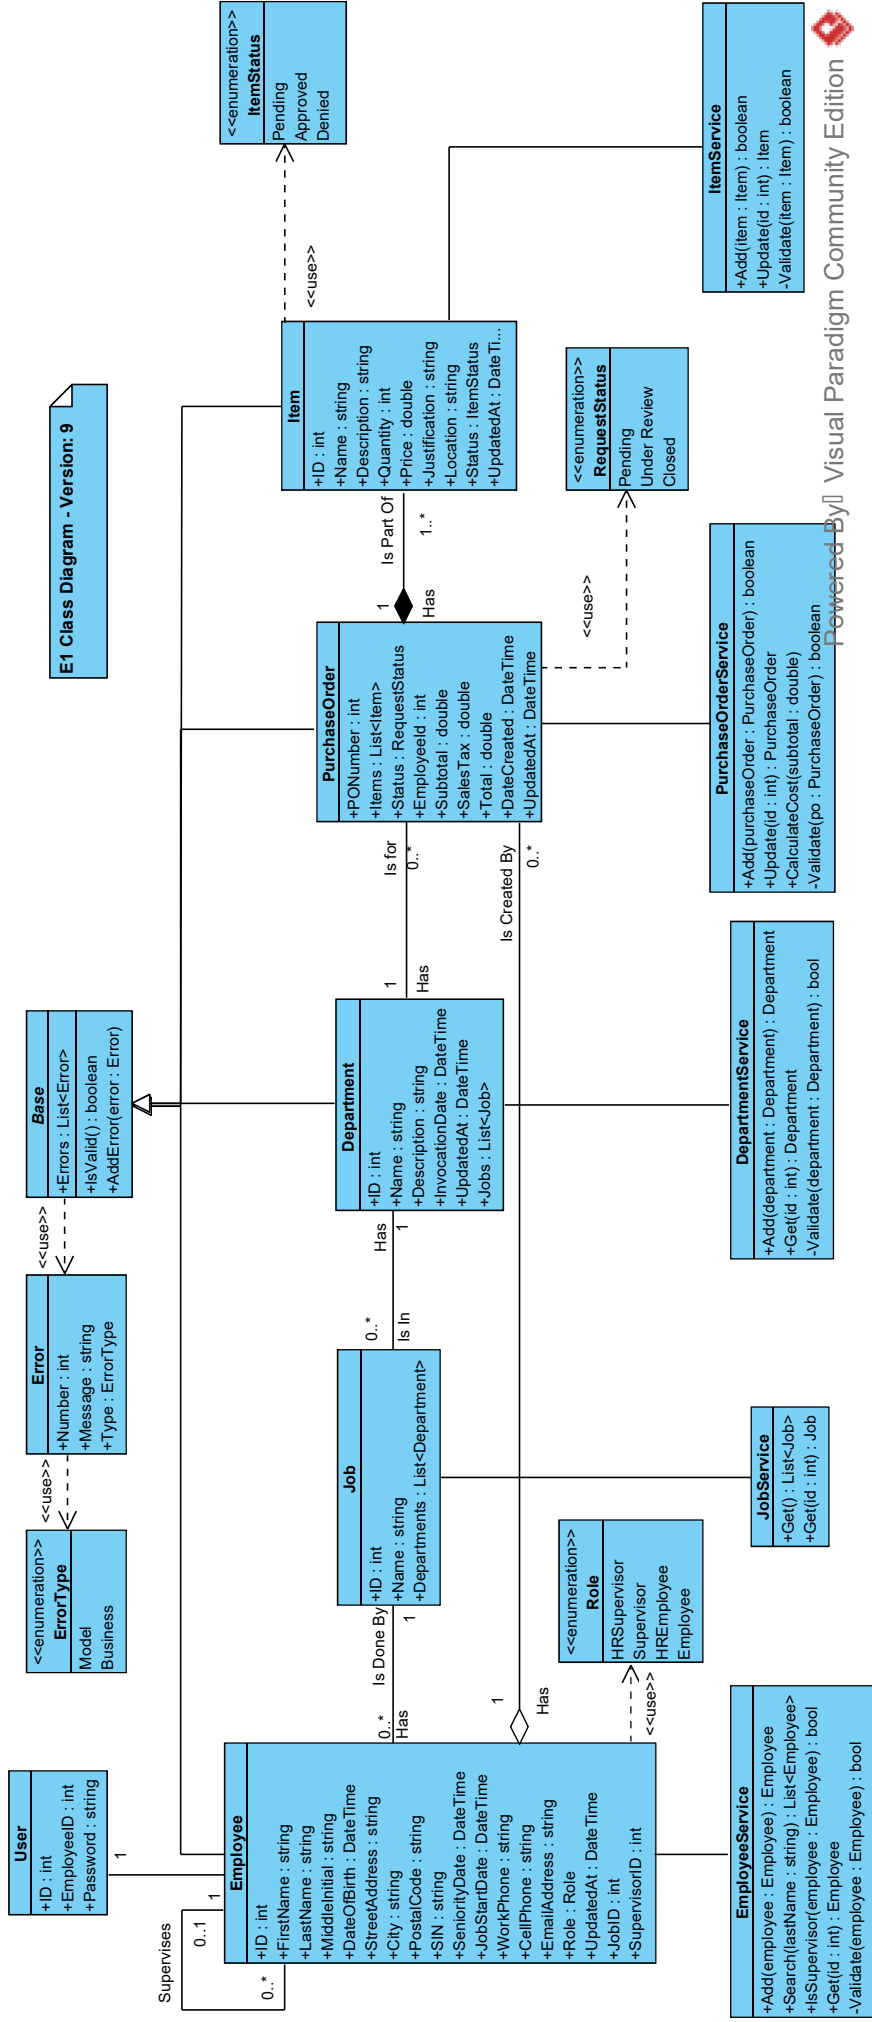 E1 Class Diagram - Version: 9
User
+ID : int
+EmployeeID : int
+Password : string
1
1
<<enumeration>>
ErrorType
Model
Business
<<use>>
Error
+Number : int
+Message : string
+Type : ErrorType
<<use>>
Base
+Errors : List<Error>
+IsValid() : boolean
+AddError(error : Error)
Supervises
0..1
0..*
Employee
+ID : int
+FirstName : string
+LastName : string
+MiddleInitial : string
+DateOfBirth : DateTime
+StreetAddress : string
+City : string
+PostalCode : string
+SIN : string
+SeniorityDate : DateTime
+JobStartDate : DateTime
+WorkPhone : string
+CellPhone : string
+EmailAddress : string
+Role : Role
+UpdatedAt : DateTime
+JobID : int
+SupervisorID : int
0..*
Has
Is Done By
1
Job
+ID : int
+Name : string
+Departments : List<Department>
0..*
Is In
Has
1
Department
+ID : int
+Name : string
+Description : string
+InvocationDate : DateTime
+UpdatedAt : DateTime
+Jobs : List<Job>
1
Has
Is for
0..*
1
Has
Is Created By
0..*
PurchaseOrder
+PONumber : int
+Items : List<Item>
+Status : RequestStatus
+EmployeeId : int
+Subtotal : double
+SalesTax : double
+Total : double
+DateCreated : DateTime
+UpdatedAt : DateTime
1
Has
Is Part Of
1..*
Item
+ID : int
+Name : string
+Description : string
+Quantity : int
+Price : double
+Justification : string
+Location : string
+Status : ItemStatus
+UpdatedAt : DateTi...
<<use>>
<<enumeration>>
ItemStatus
Pending
Approved
Denied
<<use>>
<<enumeration>>
Role
HRSupervisor
Supervisor
HREmployee
Employee
<<use>>
<<enumeration>>
RequestStatus
Pending
Under Review
Closed
EmployeeService
+Add(employee : Employee) : Employee
+Search(lastName : string) : List<Employee>
+IsSupervisor(employee : Employee) : bool
+Get(id : int) : Employee
-Validate(employee : Employee) : bool
JobService
+Get() : List<Job>
+Get(id : int) : Job
DepartmentService
+Add(department : Department) : Department
+Get(id : int) : Department
-Validate(department : Department) : bool
PurchaseOrderService
+Add(purchaseOrder : PurchaseOrder) : boolean
+Update(id : int) : PurchaseOrder
+CalculateCost(subtotal : double)
-Validate(po : PurchaseOrder) : boolean
ItemService
+Add(item : Item) : boolean
+Update(id : int) : Item
-Validate(item : Item) : boolean
Powered By Visual Paradigm Community Edition